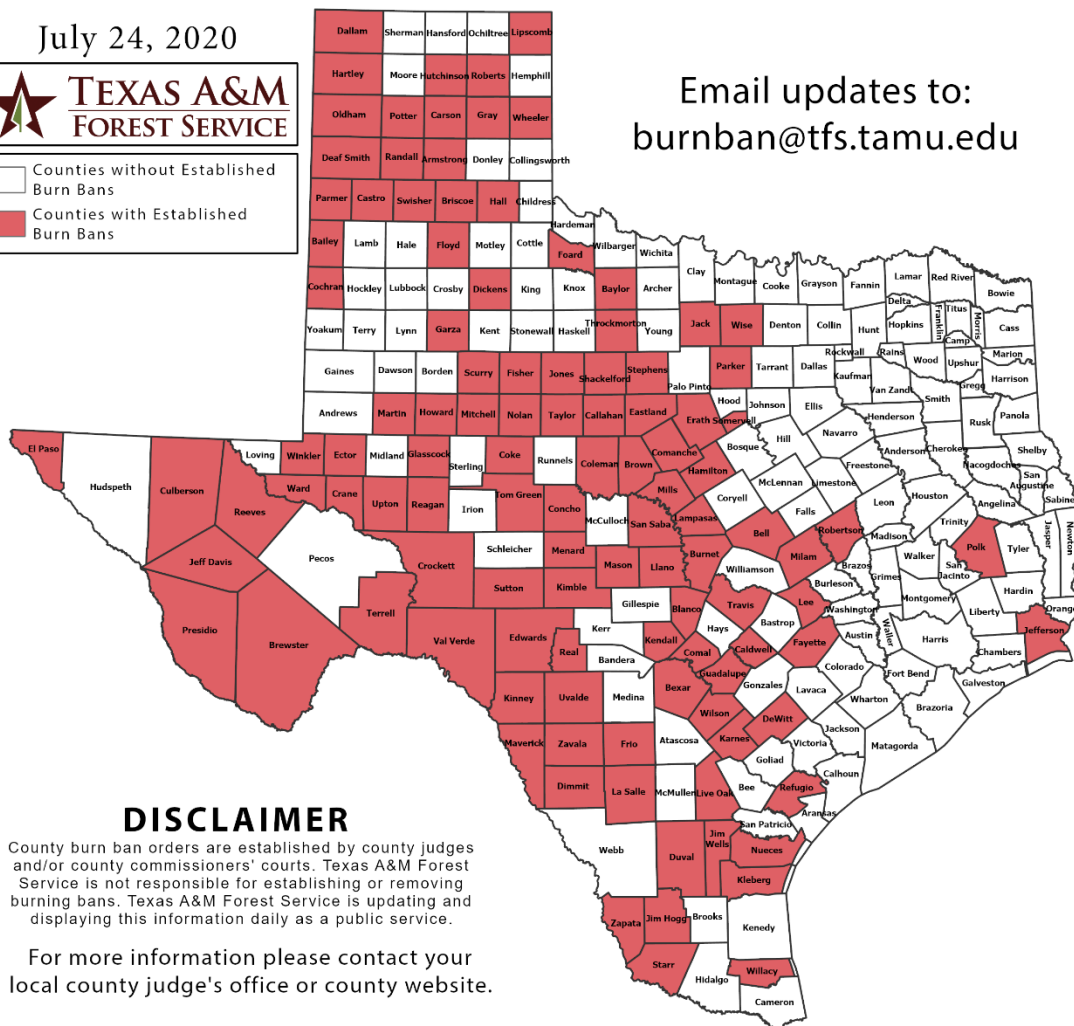 July 24, 2020
TEXAS A&M
FOREST SERVICE
Counties without Established
Burn Bans
Counties with Established
Burn Bans
Email updates to:
burnban@tfs.tamu.edu
Dallam Sherman Hansford Ochiltree Lipscomb
Hartley Moore Hutchinson Roberts Hemphill
Oldham Potter Carson Gray Wheeler
Deaf Smith Randall Armstrong Donley Collingsworth
Parmer Castro Swisher Briscoe Hall Childress
Hardeman
Bailey Lamb Hale Floyd Motley Cottle Foard Wilbarger Wichita
Clay Montague Cooke Grayson Fannin Lamar Red River Bowie
Cochran Hockley Lubbock Crosby Dickens King Knox Baylor Archer
Delta Titus Franklin Morris Hopkins Camp Cass
Yoakum Terry Lynn Garza Kent Stonewall Haskell Throckmorton Young Jack Wise Denton Collin Hunt
Rockwall Rains Wood Upshur Marion
Gaines Dawson Borden Scurry Fisher Jones Shackelford Stephens Palo Pinto Parker Tarrant Dallas Kaufman Van Zandt Smith Gregg Harrison
Andrews Martin Howard Mitchell Nolan Taylor Callahan Eastland Erath Hood Somervell Johnson Ellis Henderson Rusk Panola
El Paso Hudspeth Culberson Reeves Loving Winkler Ector Midland Glasscock Sterling Coke Runnels Coleman Brown Comanche Hamilton Bosque Hill Navarro Freestone Anderson Cherokee Nacogdoches Shelby San Augustine Sabine
Ward Crane Upton Reagan Irion Tom Green Concho McCulloch San Saba Mills Lampasas Coryell McLennan Limestone Falls Leon Houston Angelina
Jeff Davis Pecos Crockett Schleicher Menard Mason Llano Burnet Bell Milam Robertson Madison Trinity Polk Tyler Jasper Newton
Presidio Brewster Terrell Val Verde Sutton Kimble Gillespie Blanco Williamson Travis Lee Burleson Brazos Grimes Walker San Jacinto Hardin Orange
Edwards Real Kerr Bandera Kendall Comal Hays Caldwell Bastrop Fayette Washington Austin Waller Montgomery Liberty Harris Chambers Jefferson
Kinney Uvalde Medina Bexar Guadalupe Gonzales Lavaca Colorado Wharton Fort Bend Brazoria Galveston
Maverick Zavala Frio Atascosa Wilson Karnes DeWitt Victoria Jackson Matagorda
Dimmit La Salle McMullen Live Oak Bee Goliad Refugio Calhoun Aransas
Webb Duval Jim Wells San Patricio Nueces Kleberg
Zapata Jim Hogg Brooks Kenedy
Starr Hidalgo Willacy Cameron
DISCLAIMER
County burn ban orders are established by county judges
and/or county commissioners' courts. Texas A&M Forest
Service is not responsible for establishing or removing
burning bans. Texas A&M Forest Service is updating and
displaying this information daily as a public service.
For more information please contact your
local county judge's office or county website.